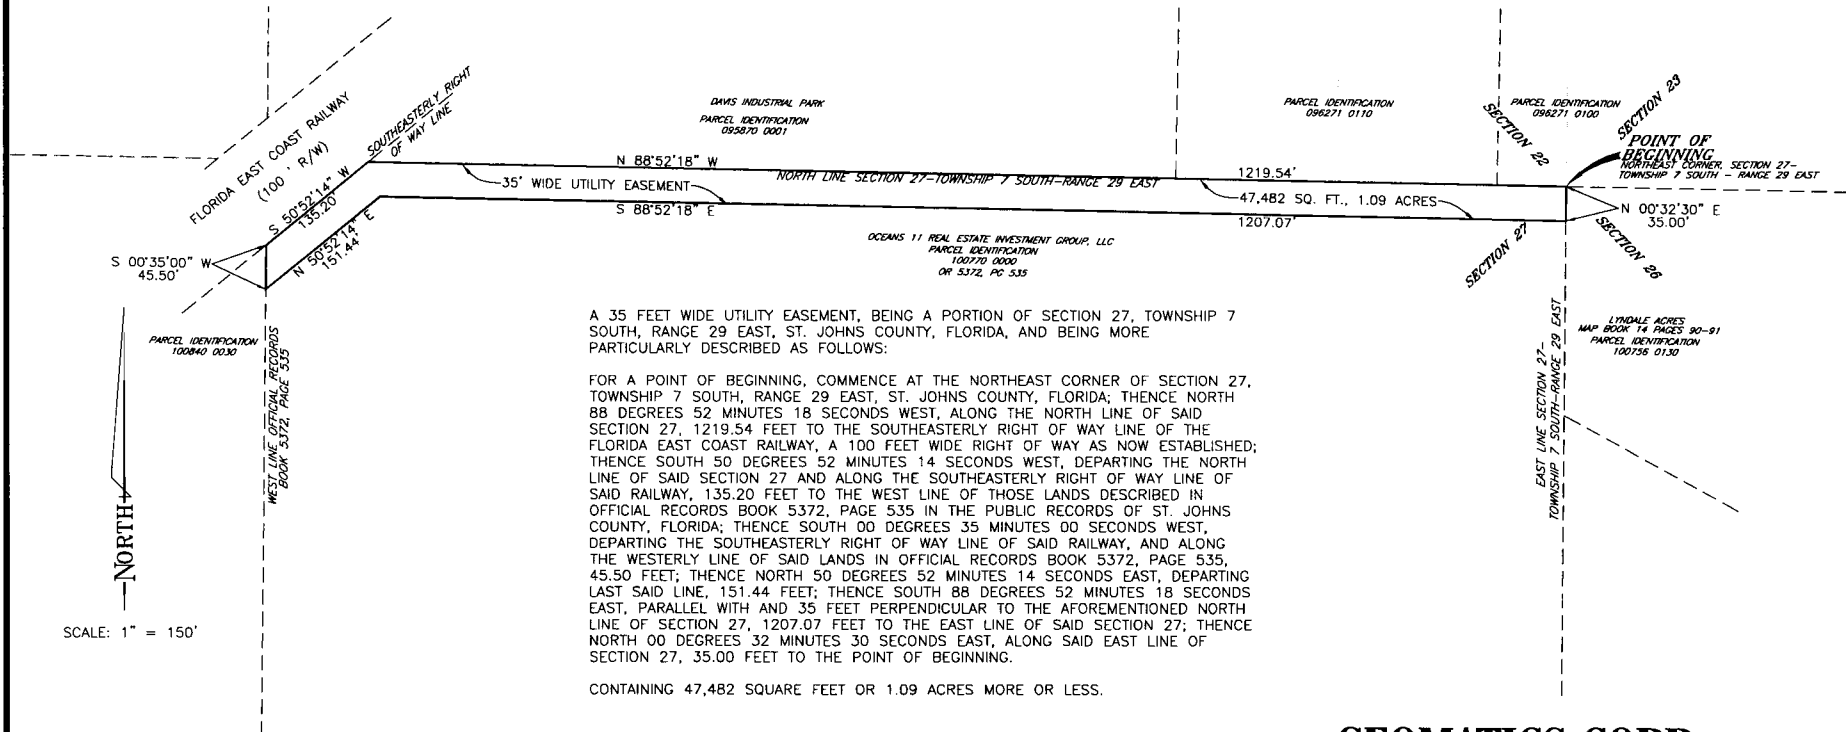 FLORIDA EAST COAST RAILWAY
(100 ' R/W)
SOUTHEASTERLY RIGHT
OF WAY LINE
S 50°52'14" W
135.20'
N 50°52'14" E
151.44'
S 00°35'00" W
45.50'
PARCEL IDENTIFICATION
100840 0030
WEST LINE OFFICIAL RECORDS
BOOK 5372, PAGE 535
NORTH
SCALE: 1" = 150'
DAVIS INDUSTRIAL PARK
PARCEL IDENTIFICATION
095870 0001
N 88°52'18" W
NORTH LINE SECTION 27-TOWNSHIP 7 SOUTH-RANGE 29 EAST
1219.54'
35' WIDE UTILITY EASEMENT
47,482 SQ. FT., 1.09 ACRES
S 88°52'18" E
1207.07'
OCEANS 11 REAL ESTATE INVESTMENT GROUP, LLC
PARCEL IDENTIFICATION
100770 0000
OR 5372, PG 535
PARCEL IDENTIFICATION
096271 0110
PARCEL IDENTIFICATION
096271 0100
SECTION 22
SECTION 23
POINT OF
BEGINNING
NORTHEAST CORNER, SECTION 27-
TOWNSHIP 7 SOUTH - RANGE 29 EAST
N 00°32'30" E
35.00'
SECTION 27
SECTION 26
EAST LINE SECTION 27-
TOWNSHIP 7 SOUTH-RANGE 29 EAST
LYNDALE ACRES
MAP BOOK 14 PAGES 90-91
PARCEL IDENTIFICATION
100756 0130
A 35 FEET WIDE UTILITY EASEMENT, BEING A PORTION OF SECTION 27, TOWNSHIP 7
SOUTH, RANGE 29 EAST, ST. JOHNS COUNTY, FLORIDA, AND BEING MORE
PARTICULARLY DESCRIBED AS FOLLOWS:
FOR A POINT OF BEGINNING, COMMENCE AT THE NORTHEAST CORNER OF SECTION 27,
TOWNSHIP 7 SOUTH, RANGE 29 EAST, ST. JOHNS COUNTY, FLORIDA; THENCE NORTH
88 DEGREES 52 MINUTES 18 SECONDS WEST, ALONG THE NORTH LINE OF SAID
SECTION 27, 1219.54 FEET TO THE SOUTHEASTERLY RIGHT OF WAY LINE OF THE
FLORIDA EAST COAST RAILWAY, A 100 FEET WIDE RIGHT OF WAY AS NOW ESTABLISHED;
THENCE SOUTH 50 DEGREES 52 MINUTES 14 SECONDS WEST, DEPARTING THE NORTH
LINE OF SAID SECTION 27 AND ALONG THE SOUTHEASTERLY RIGHT OF WAY LINE OF
SAID RAILWAY, 135.20 FEET TO THE WEST LINE OF THOSE LANDS DESCRIBED IN
OFFICIAL RECORDS BOOK 5372, PAGE 535 IN THE PUBLIC RECORDS OF ST. JOHNS
COUNTY, FLORIDA; THENCE SOUTH 00 DEGREES 35 MINUTES 00 SECONDS WEST,
DEPARTING THE SOUTHEASTERLY RIGHT OF WAY LINE OF SAID RAILWAY, AND ALONG
THE WESTERLY LINE OF SAID LANDS IN OFFICIAL RECORDS BOOK 5372, PAGE 535,
45.50 FEET; THENCE NORTH 50 DEGREES 52 MINUTES 14 SECONDS EAST, DEPARTING
LAST SAID LINE, 151.44 FEET; THENCE SOUTH 88 DEGREES 52 MINUTES 18 SECONDS
EAST, PARALLEL WITH AND 35 FEET PERPENDICULAR TO THE AFOREMENTIONED NORTH
LINE OF SECTION 27, 1207.07 FEET TO THE EAST LINE OF SAID SECTION 27; THENCE
NORTH 00 DEGREES 32 MINUTES 30 SECONDS EAST, ALONG SAID EAST LINE OF
SECTION 27, 35.00 FEET TO THE POINT OF BEGINNING.
CONTAINING 47,482 SQUARE FEET OR 1.09 ACRES MORE OR LESS.